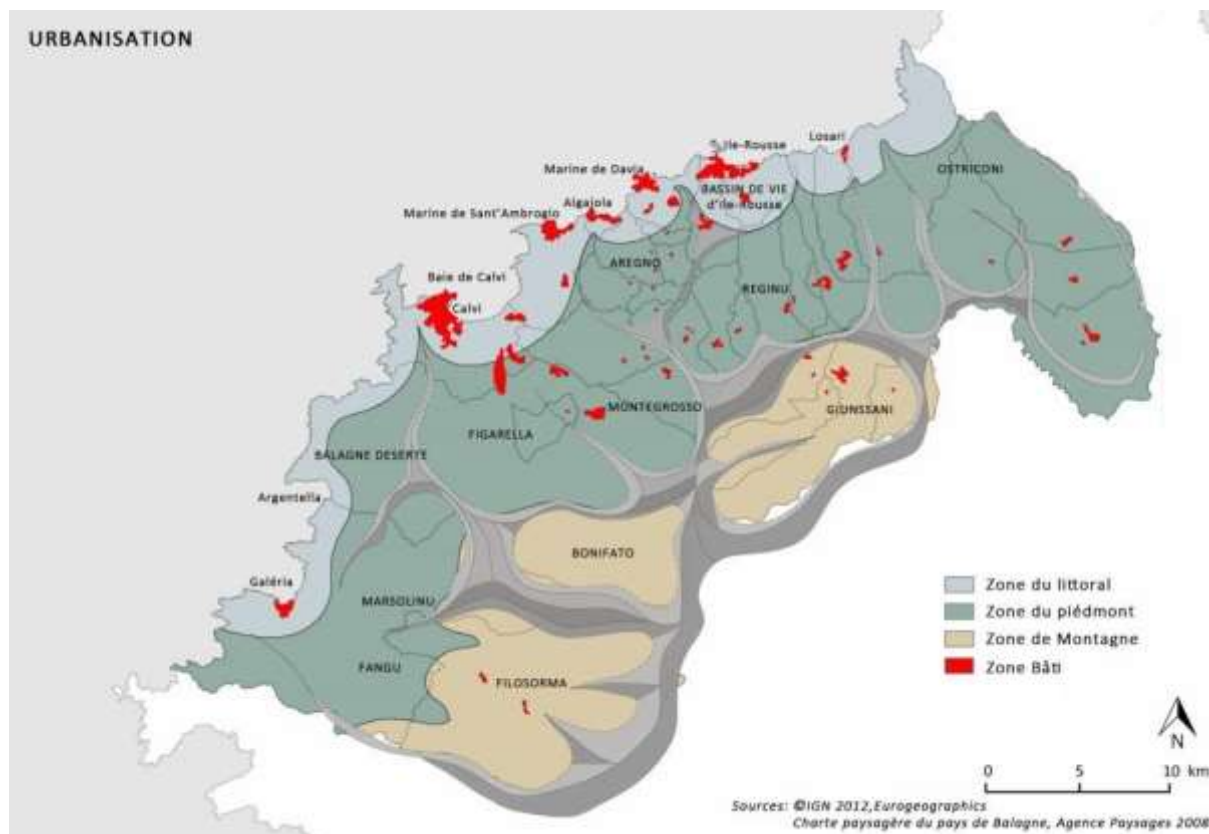 URBANISATION
Losari
Ile-Rousse
Marine de Davia
OSTRICONI
BASSIN DE VIE
d'Ile-Rousse
Algajola
Marine de Sant'Ambrogio
AREGNO
Baie de Calvi
REGINU
Calvi
MONTEGROSSO
GIUNSSANI
FIGARELLA
BALAGNE DESERTE
Argentella
BONIFATO
Galéria
MARSOLINU
FANGU
FILOSORMA
Zone du littoral
Zone du piédmont
Zone de Montagne
Zone Bâti
N
0 5 10 km
Sources: ©IGN 2012,Eurogeographics
Charte paysagère du pays de Balagne, Agence Paysages 2008